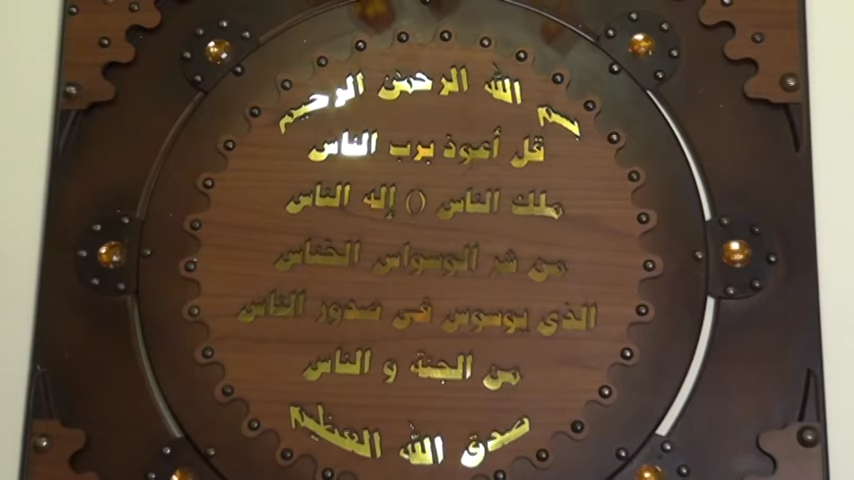 بسم الله الرحمن الرحيم
قل أعوذ برب الناس
ملك الناس () إله الناس
من شر الوسواس الخناس
الذى يوسوس فى صدور الناس
من الجنة و الناس
صدق الله العظيم